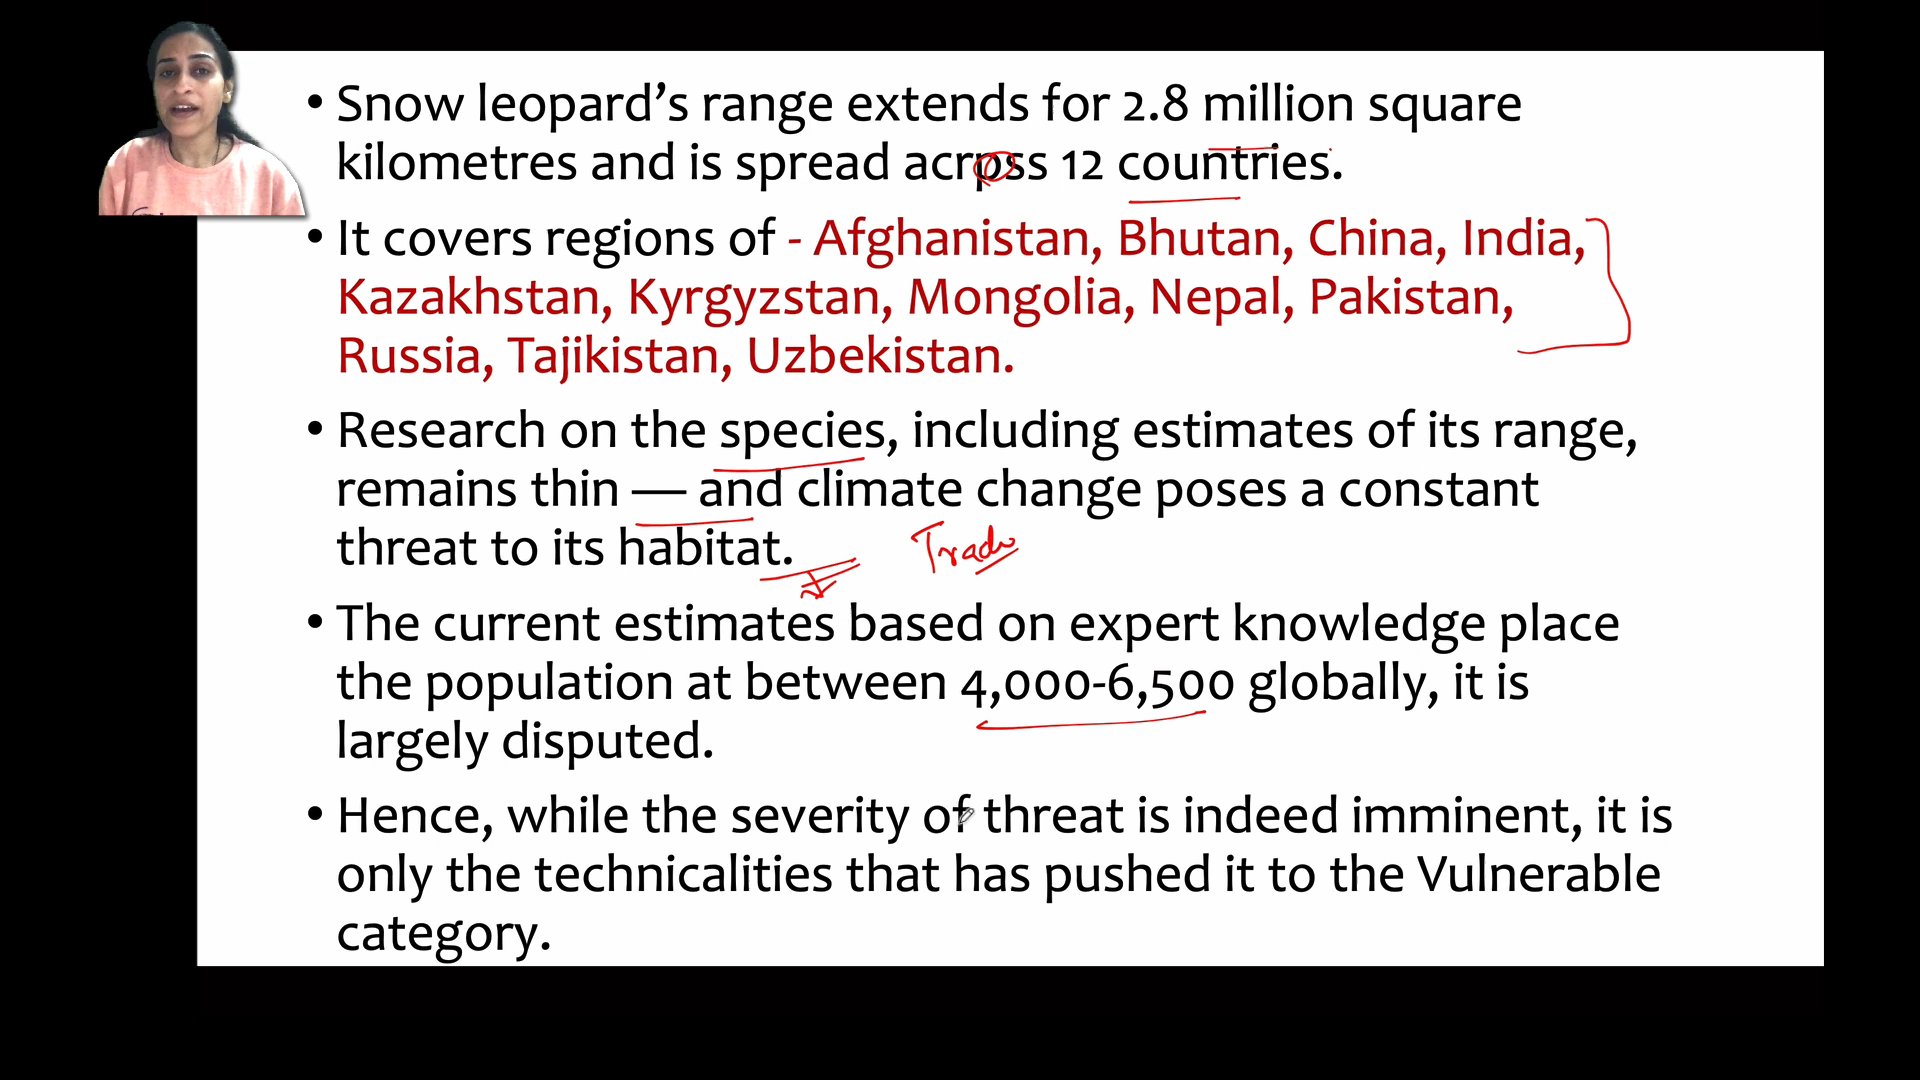 • Snow leopard’s range extends for 2.8 million square
kilometres and is spread across 12 countries.
• It covers regions of - Afghanistan, Bhutan, China, India,
Kazakhstan, Kyrgyzstan, Mongolia, Nepal, Pakistan,
Russia, Tajikistan, Uzbekistan.
• Research on the species, including estimates of its range,
remains thin — and climate change poses a constant
threat to its habitat.
• The current estimates based on expert knowledge place
the population at between 4,000-6,500 globally, it is
largely disputed.
• Hence, while the severity of threat is indeed imminent, it is
only the technicalities that has pushed it to the Vulnerable
category.